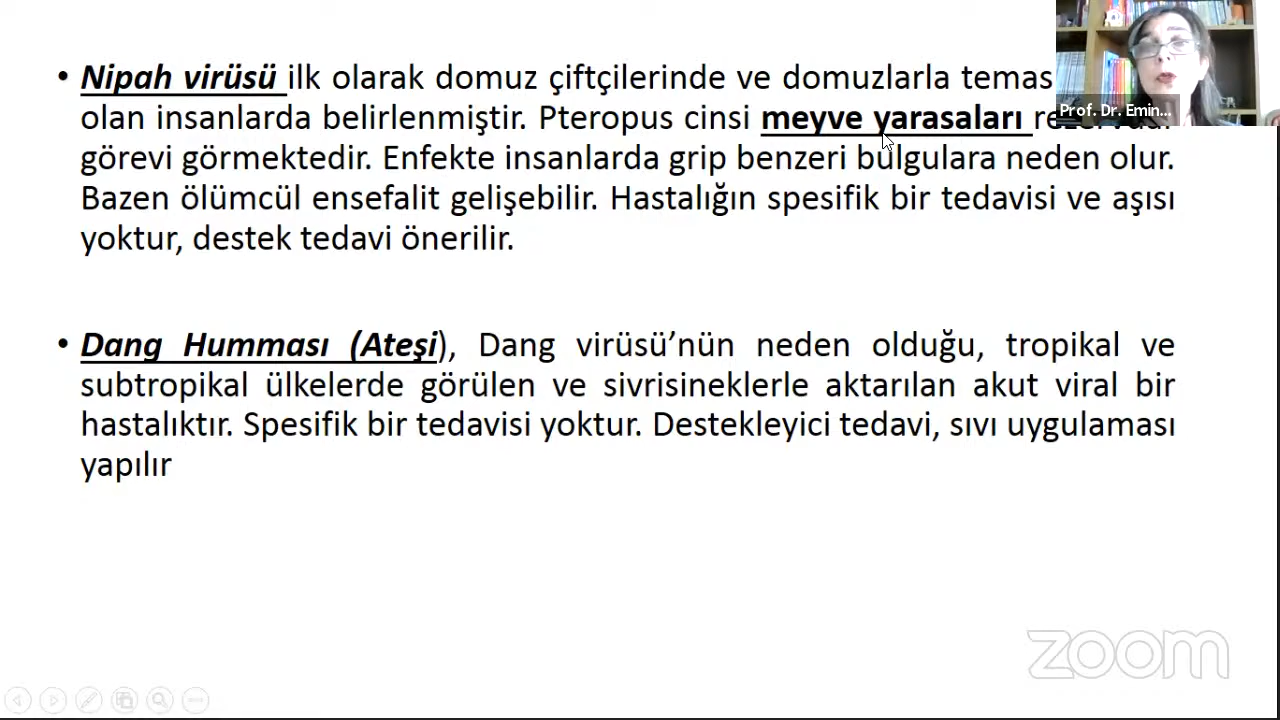 • Nipah virüsü ilk olarak domuz çiftçilerinde ve domuzlarla temas
olan insanlarda belirlenmiştir. Pteropus cinsi meyve yarasaları
görevi görmektedir. Enfekte insanlarda grip benzeri bulgulara neden olur.
Bazen ölümcül ensefalit gelişebilir. Hastalığın spesifik bir tedavisi ve aşısı
yoktur, destek tedavi önerilir.
• Dang Humması (Ateşi), Dang virüsü’nün neden olduğu, tropikal ve
subtropikal ülkelerde görülen ve sivrisineklerle aktarılan akut viral bir
hastalıktır. Spesifik bir tedavisi yoktur. Destekleyici tedavi, sıvı uygulaması
yapılır
Prof. Dr. Emin...
zoom